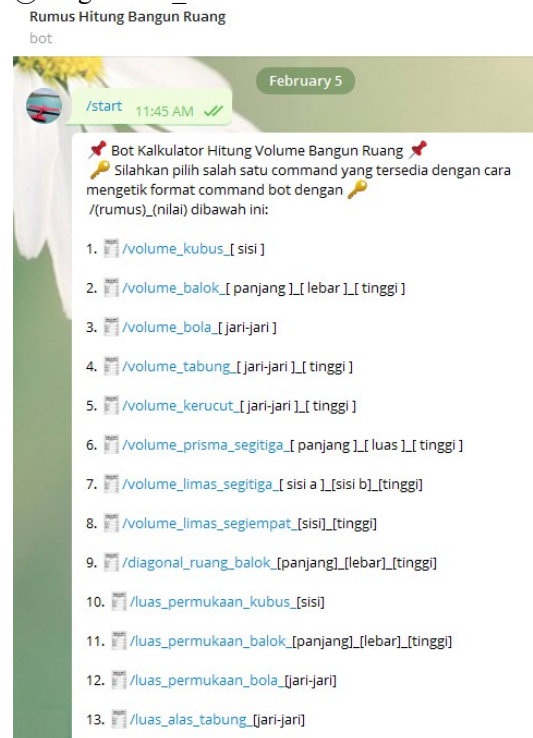 Rumus Hitung Bangun Ruang
bot
February 5
/start 11:45 AM
Bot Kalkulator Hitung Volume Bangun Ruang
Silahkan pilih salah satu command yang tersedia dengan cara
mengetik format command bot dengan
/(rumus)_(nilai) dibawah ini:
1. /volume_kubus_[ sisi ]
2. /volume_balok_[ panjang ]_[ lebar ]_[ tinggi ]
3. /volume_bola_[ jari-jari ]
4. /volume_tabung_[ jari-jari ]_[ tinggi ]
5. /volume_kerucut_[ jari-jari ]_[ tinggi ]
6. /volume_prisma_segitiga_[ panjang ]_[ luas ]_[ tinggi ]
7. /volume_limas_segitiga_[ sisi a ]_[sisi b]_[tinggi]
8. /volume_limas_segiempat_[sisi]_[tinggi]
9. /diagonal_ruang_balok_[panjang]_[lebar]_[tinggi]
10. /luas_permukaan_kubus_[sisi]
11. /luas_permukaan_balok_[panjang]_[lebar]_[tinggi]
12. /luas_permukaan_bola_[jari-jari]
13. /luas_alas_tabung_[jari-jari]